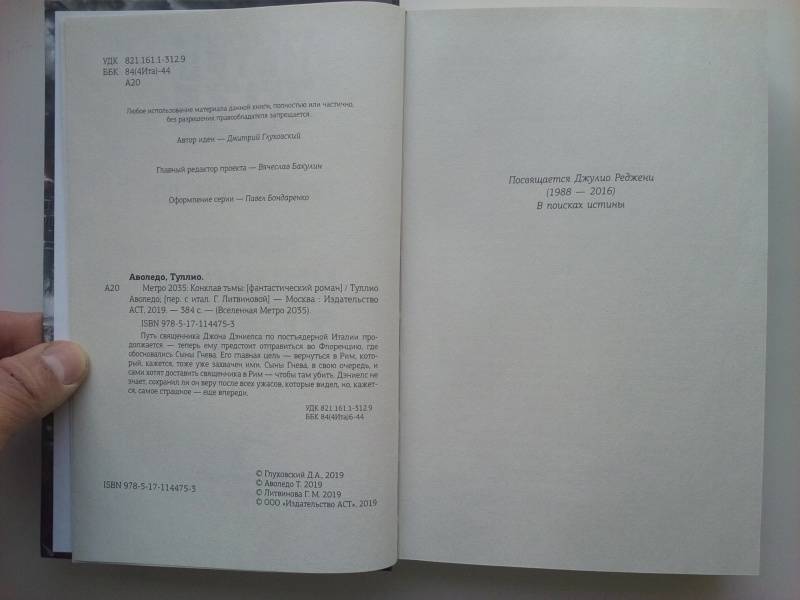 УДК 821.161.1-312.9
ББК 84(4Ита)-44
А20
Любое использование материала данной книги, полностью или частично,
без разрешения правообладателя запрещается.
Автор идеи — Дмитрий Глуховский
Главный редактор проекта — Вячеслав Бакулин
Оформление серии — Павел Бондаренко
Аволедо, Туллио.
А20 Метро 2035: Конклав тьмы: [фантастический роман] / Туллио
Аволедо; [пер. с итал. Г. Литвиновой] — Москва : Издательство
АСТ, 2019. — 384 с. — (Вселенная Метро 2035).
ISBN 978-5-17-114475-3
Путь священника Джона Дэниелса по постъядерной Италии про-
должается — теперь ему предстоит отправиться во Флоренцию, где
обосновались Сыны Гнева. Его главная цель — вернуться в Рим, кото-
рый, кажется, тоже уже захвачен ими. Сыны Гнева, в свою очередь, и
сами хотят доставить священника в Рим — чтобы там убить. Дэниелс не
знает, сохранил ли он веру после всех ужасов, которые видел, но, кажет-
ся, самое страшное — еще впереди.
УДК 821.161.1-312.9
ББК 84(4Ита)6-44
ISBN 978-5-17-114475-3
© Глуховский Д.А., 2019
© Аволедо Т. 2019
© Литвинова Г. М. 2019
© ООО «Издательство АСТ», 2019
Посвящается Джулио Реджени
(1988 — 2016)
В поисках истины